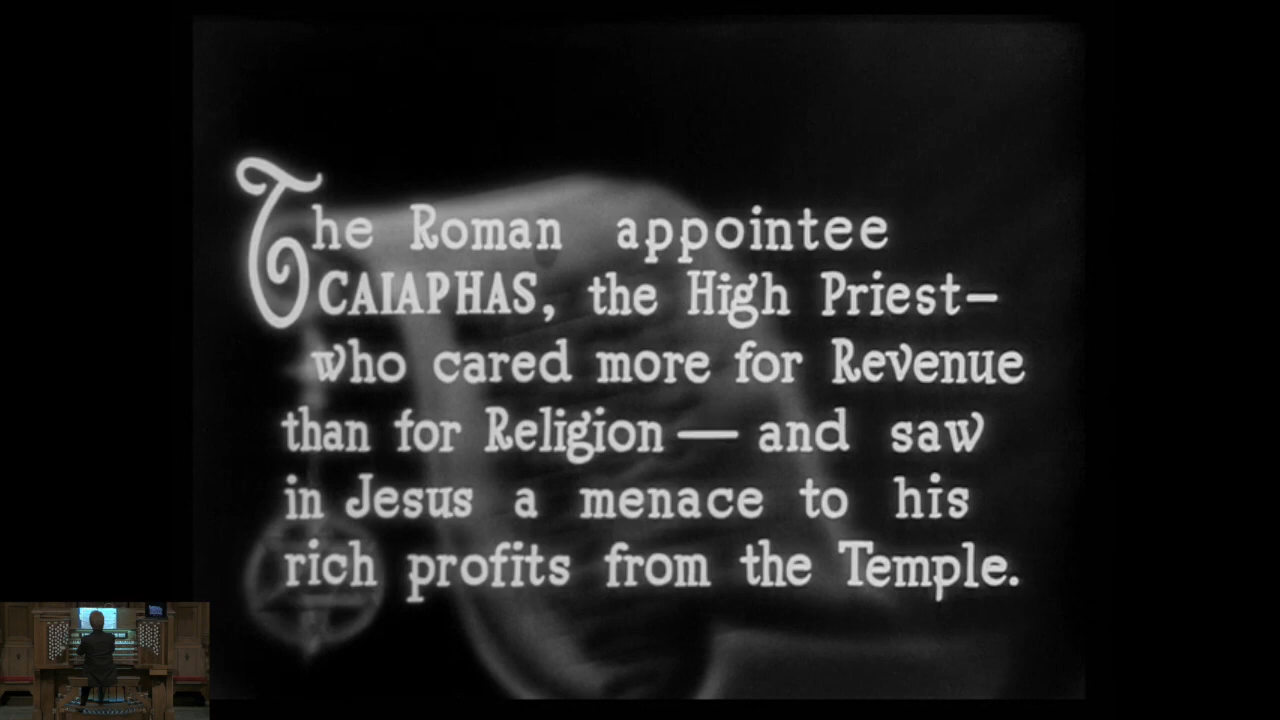 The Roman appointee
CAIAPHAS, the High Priest—
who cared more for Revenue
than for Religion — and saw
in Jesus a menace to his
rich profits from the Temple.